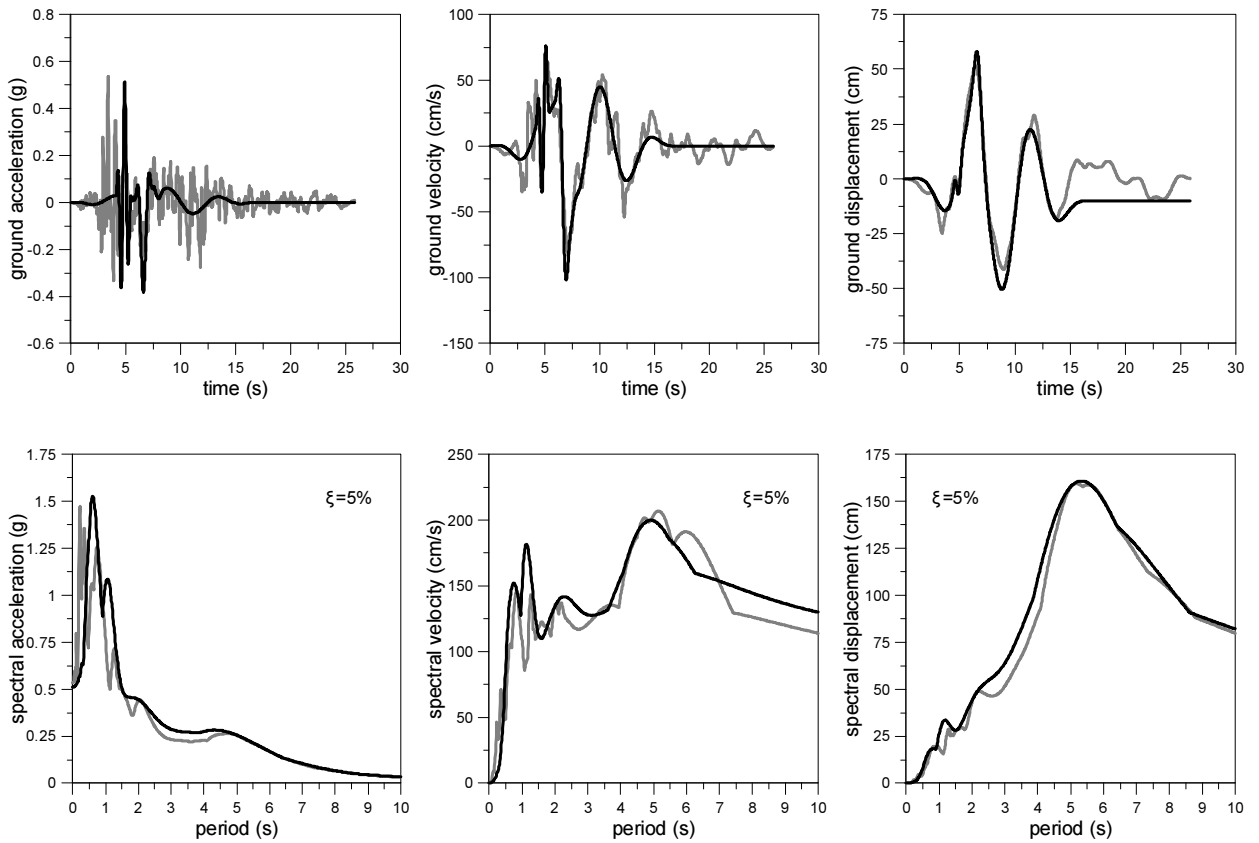 ground acceleration (g)
0.8
0.6
0.4
0.2
0
-0.2
-0.4
-0.6
0 5 10 15 20 25 30
time (s)
ground velocity (cm/s)
100
50
0
-50
-100
-150
0 5 10 15 20 25 30
time (s)
ground displacement (cm)
75
50
25
0
-25
-50
-75
0 5 10 15 20 25 30
time (s)
spectral acceleration (g)
1.75
1.5
1.25
1
0.75
0.5
0.25
0
ξ=5%
0 1 2 3 4 5 6 7 8 9 10
period (s)
spectral velocity (cm/s)
250
200
150
100
50
0
ξ=5%
0 1 2 3 4 5 6 7 8 9 10
period (s)
spectral displacement (cm)
175
150
125
100
75
50
25
0
ξ=5%
0 1 2 3 4 5 6 7 8 9 10
period (s)